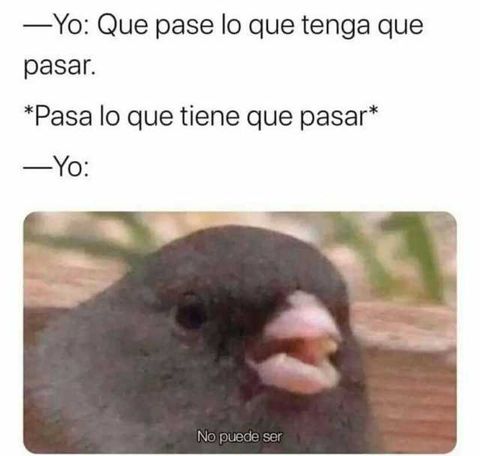 —Yo: Que pase lo que tenga que
pasar.
*Pasa lo que tiene que pasar*
—Yo:
No puede ser